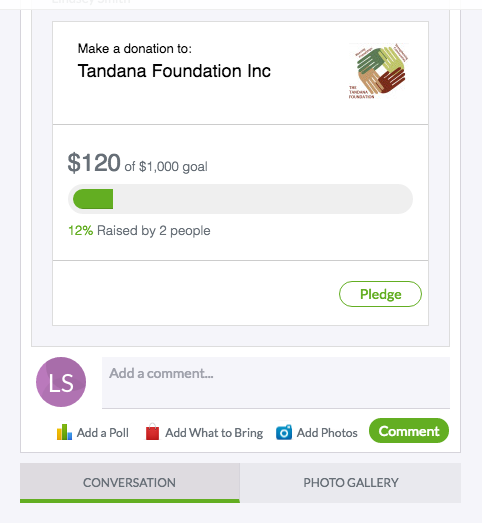 Make a donation to:
Tandana Foundation Inc
THE
TANDANA
FOUNDATION
$120 of $1,000 goal
12% Raised by 2 people
Pledge
LS
Add a comment...
Add a Poll
Add What to Bring
Add Photos
Comment
CONVERSATION
PHOTO GALLERY